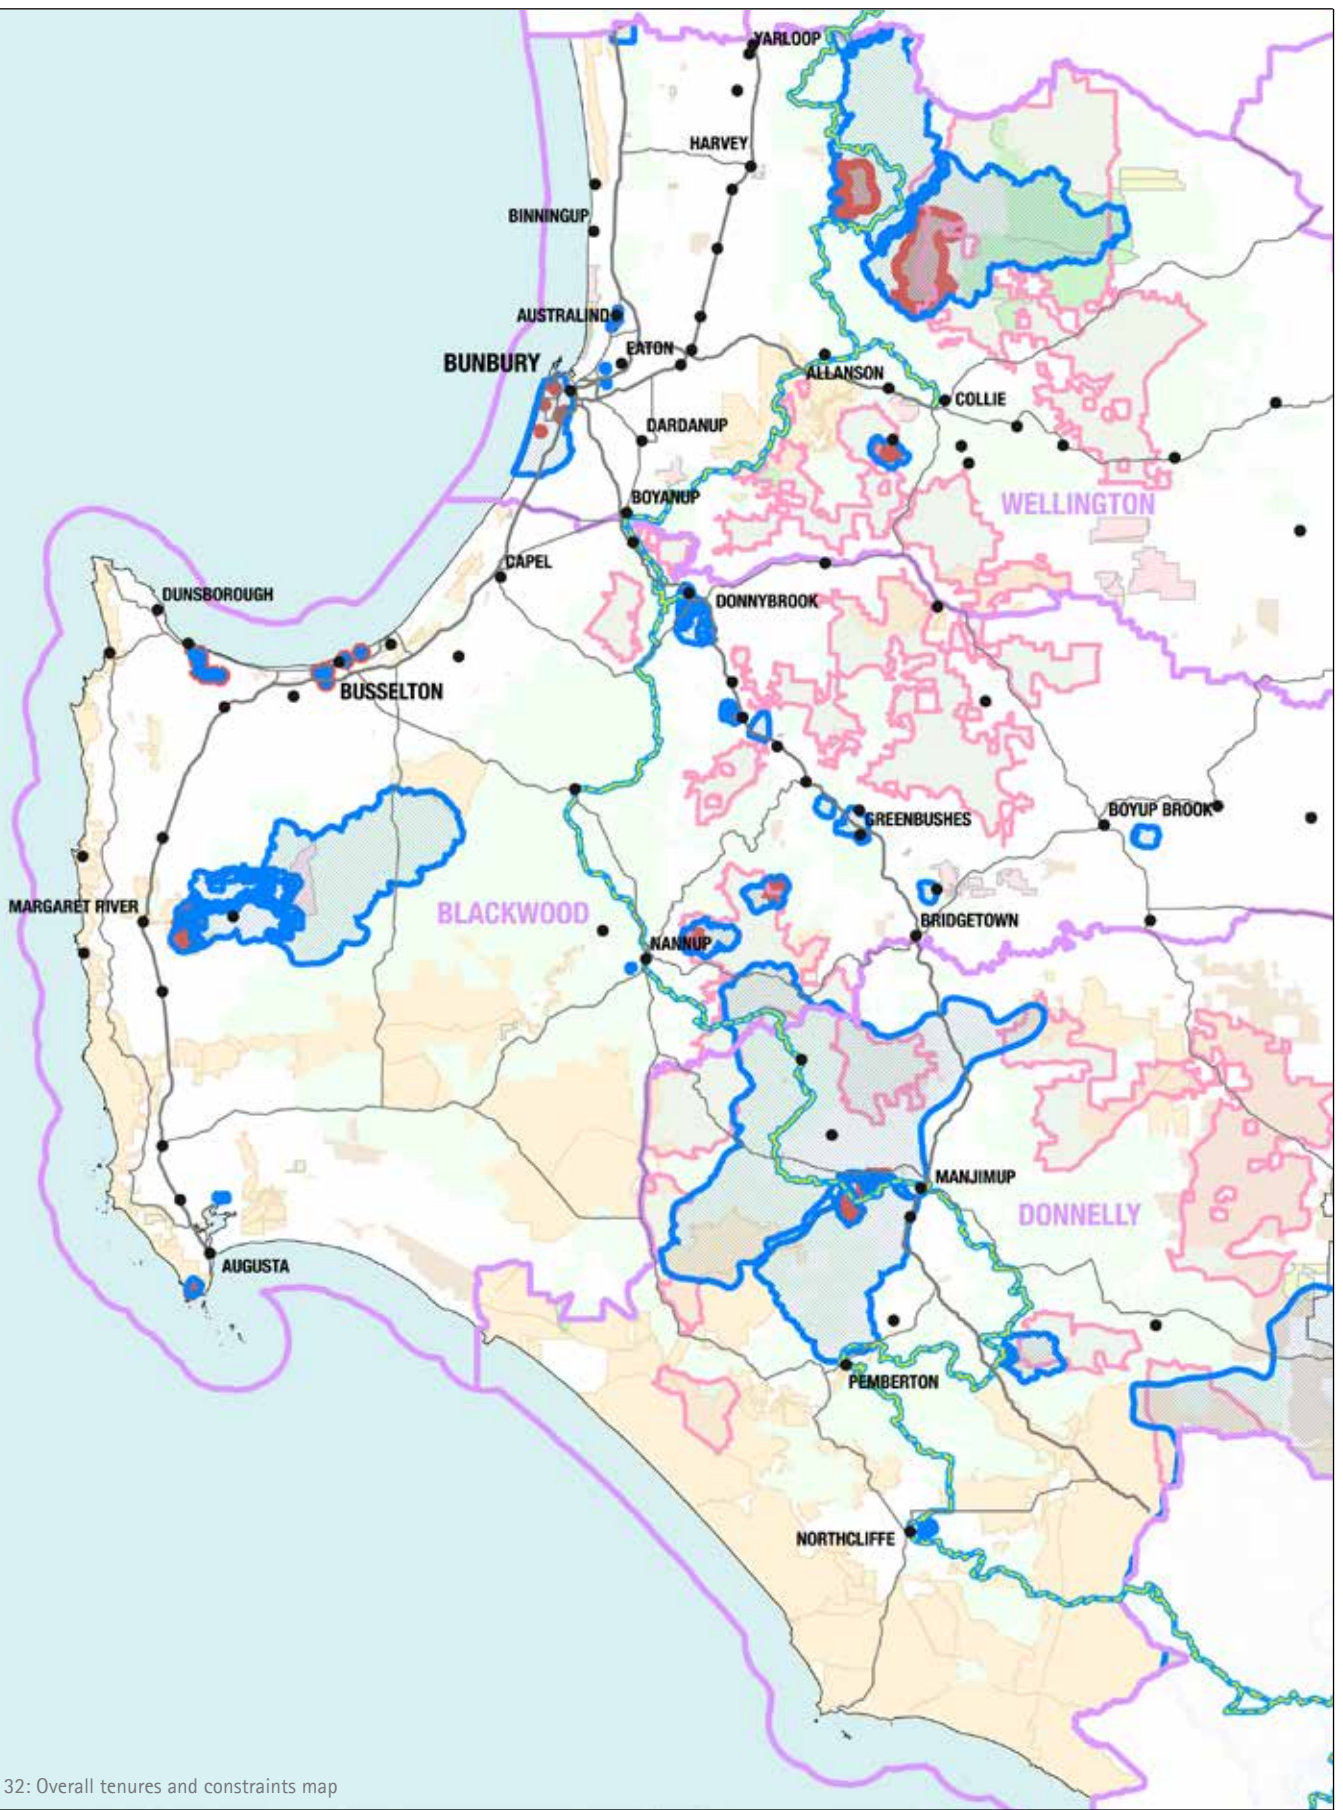 YARLOOP
HARVEY
BINNINGUP
AUSTRALIND
EATON
BUNBURY
ALLANSON
COLLIE
DARDANUP
BOYANUP
WELLINGTON
CAPEL
DUNSBOROUGH
DONNYBROOK
BUSSELTON
BOYUP BROOK
GREENBUSHES
MARGARET RIVER
BLACKWOOD
BRIDGETOWN
NANNUP
MANJIMUP
DONNELLY
AUGUSTA
PEMBERTON
NORTHCLIFFE
32: Overall tenures and constraints map